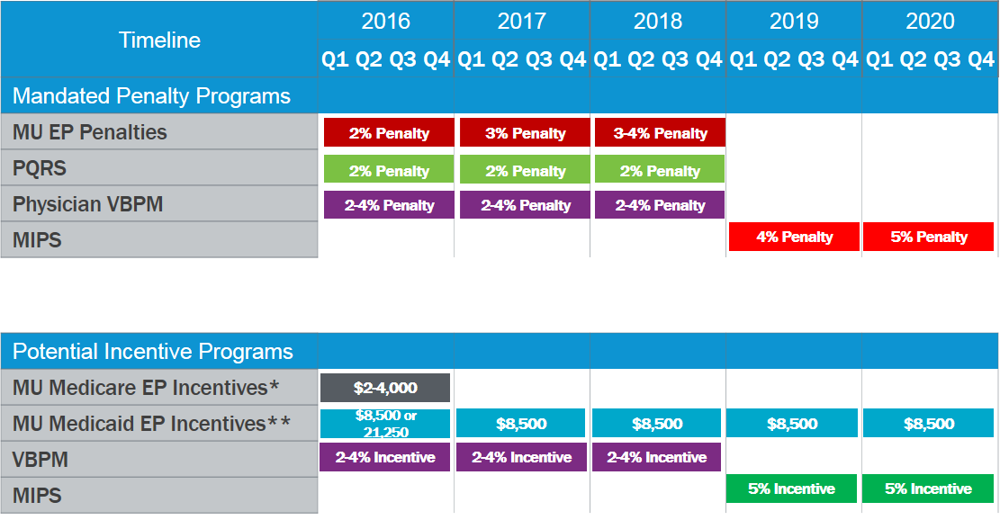 Timeline
2016 2017 2018 2019 2020
Q1 Q2 Q3 Q4 Q1 Q2 Q3 Q4 Q1 Q2 Q3 Q4 Q1 Q2 Q3 Q4 Q1 Q2 Q3 Q4
Mandated Penalty Programs
MU EP Penalties 2% Penalty 3% Penalty 3-4% Penalty
PQRS 2% Penalty 2% Penalty 2% Penalty
Physician VBPM 2-4% Penalty 2-4% Penalty 2-4% Penalty
MIPS 4% Penalty 5% Penalty
Potential Incentive Programs
MU Medicare EP Incentives* $2-4,000
MU Medicaid EP Incentives** $8,500 or 21,250 $8,500 $8,500 $8,500 $8,500
VBPM 2-4% Incentive 2-4% Incentive 2-4% Incentive
MIPS 5% Incentive 5% Incentive